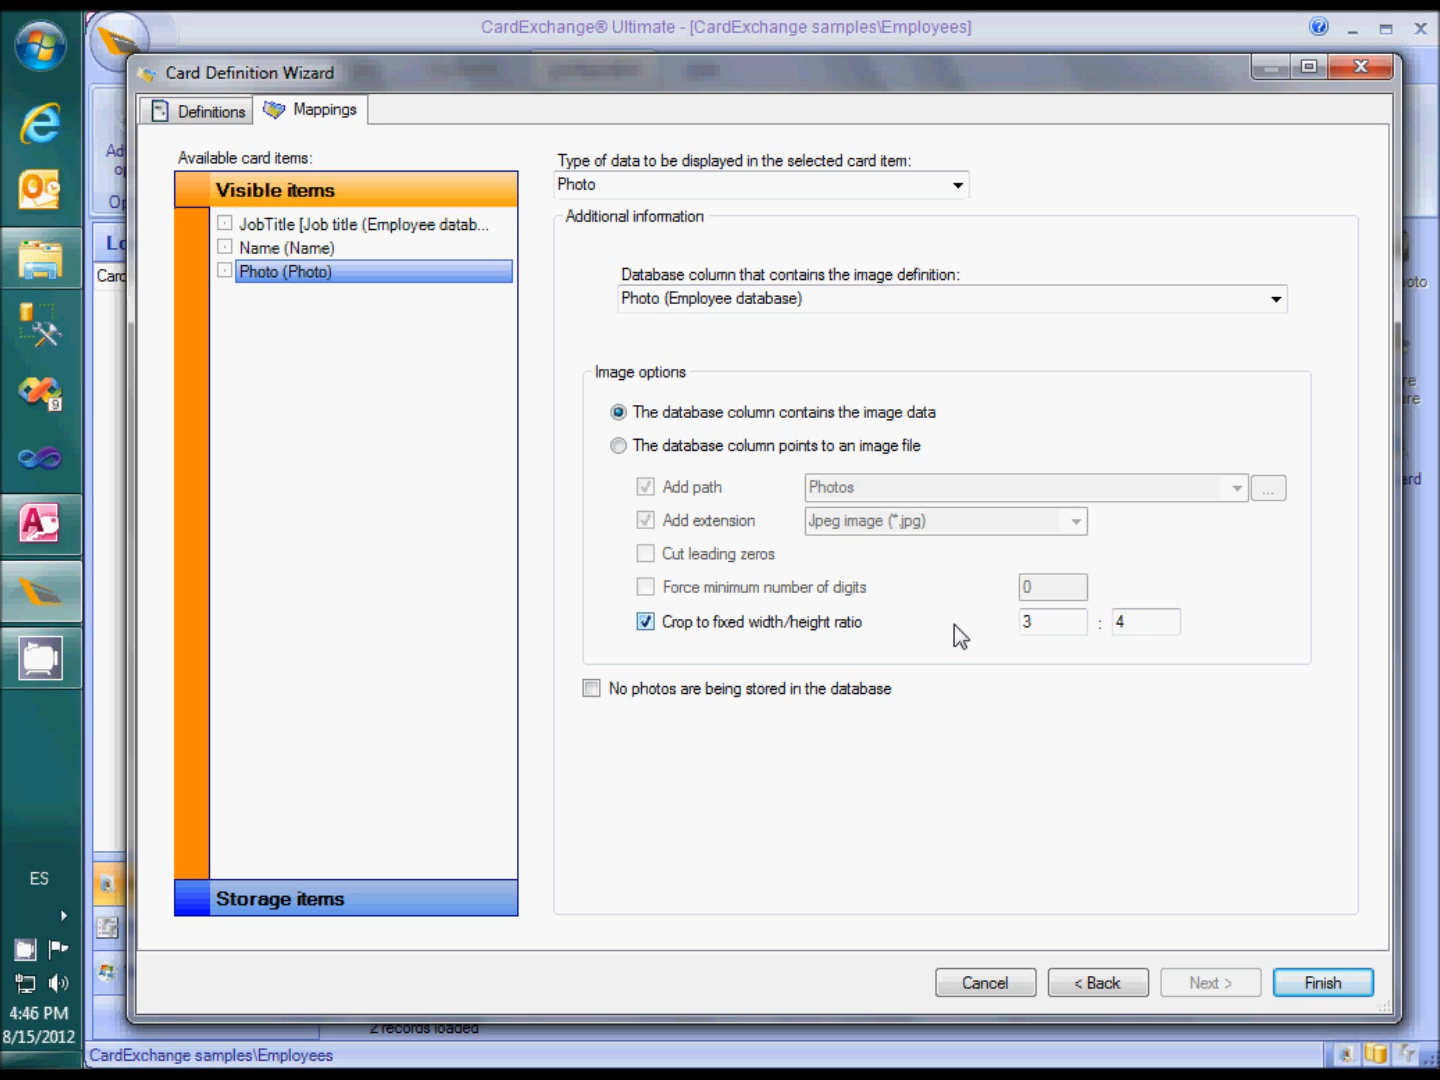 CardExchange® Ultimate - [CardExchange samples\Employees]
Card Definition Wizard
Definitions
Mappings
Available card items:
Visible items
JobTitle [Job title (Employee datab...
Name (Name)
Photo (Photo)
Storage items
Type of data to be displayed in the selected card item:
Photo
Additional information
Database column that contains the image definition:
Photo (Employee database)
Image options
The database column contains the image data
The database column points to an image file
Add path
Photos
...
Add extension
Jpeg image (*.jpg)
Cut leading zeros
Force minimum number of digits
0
Crop to fixed width/height ratio
3 : 4
No photos are being stored in the database
Cancel
< Back
Next >
Finish
2 records loaded
CardExchange samples\Employees
ES
4:46 PM
8/15/2012